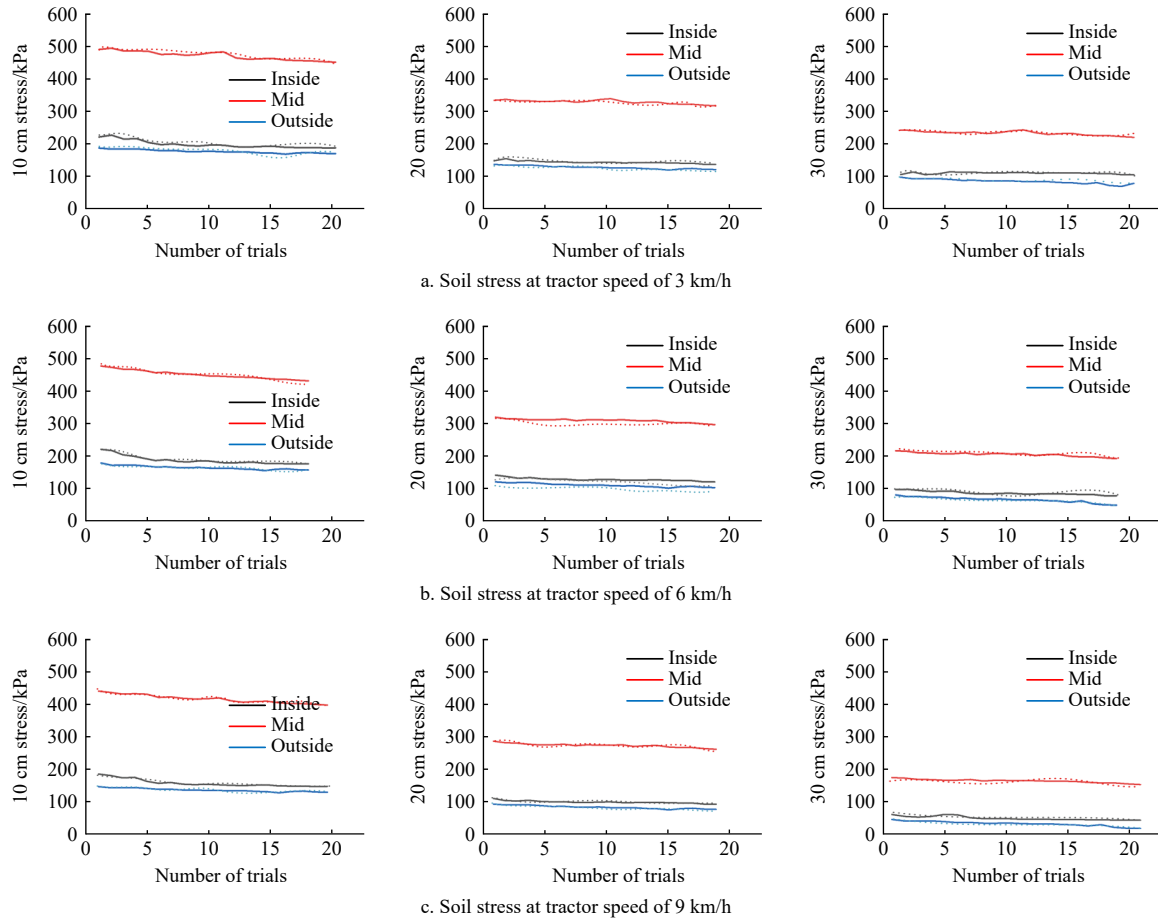 600
500
400
300
200
100
0
10 cm stress/kPa
Inside
Mid
Outside
0 5 10 15 20
Number of trials
600
500
400
300
200
100
0
20 cm stress/kPa
Inside
Mid
Outside
0 5 10 15 20
Number of trials
600
500
400
300
200
100
0
30 cm stress/kPa
Inside
Mid
Outside
0 5 10 15 20
Number of trials
a. Soil stress at tractor speed of 3 km/h
600
500
400
300
200
100
0
10 cm stress/kPa
Inside
Mid
Outside
0 5 10 15 20
Number of trials
600
500
400
300
200
100
0
20 cm stress/kPa
Inside
Mid
Outside
0 5 10 15 20
Number of trials
600
500
400
300
200
100
0
30 cm stress/kPa
Inside
Mid
Outside
0 5 10 15 20
Number of trials
b. Soil stress at tractor speed of 6 km/h
600
500
400
300
200
100
0
10 cm stress/kPa
Inside
Mid
Outside
0 5 10 15 20
Number of trials
600
500
400
300
200
100
0
20 cm stress/kPa
Inside
Mid
Outside
0 5 10 15 20
Number of trials
600
500
400
300
200
100
0
30 cm stress/kPa
Inside
Mid
Outside
0 5 10 15 20
Number of trials
c. Soil stress at tractor speed of 9 km/h